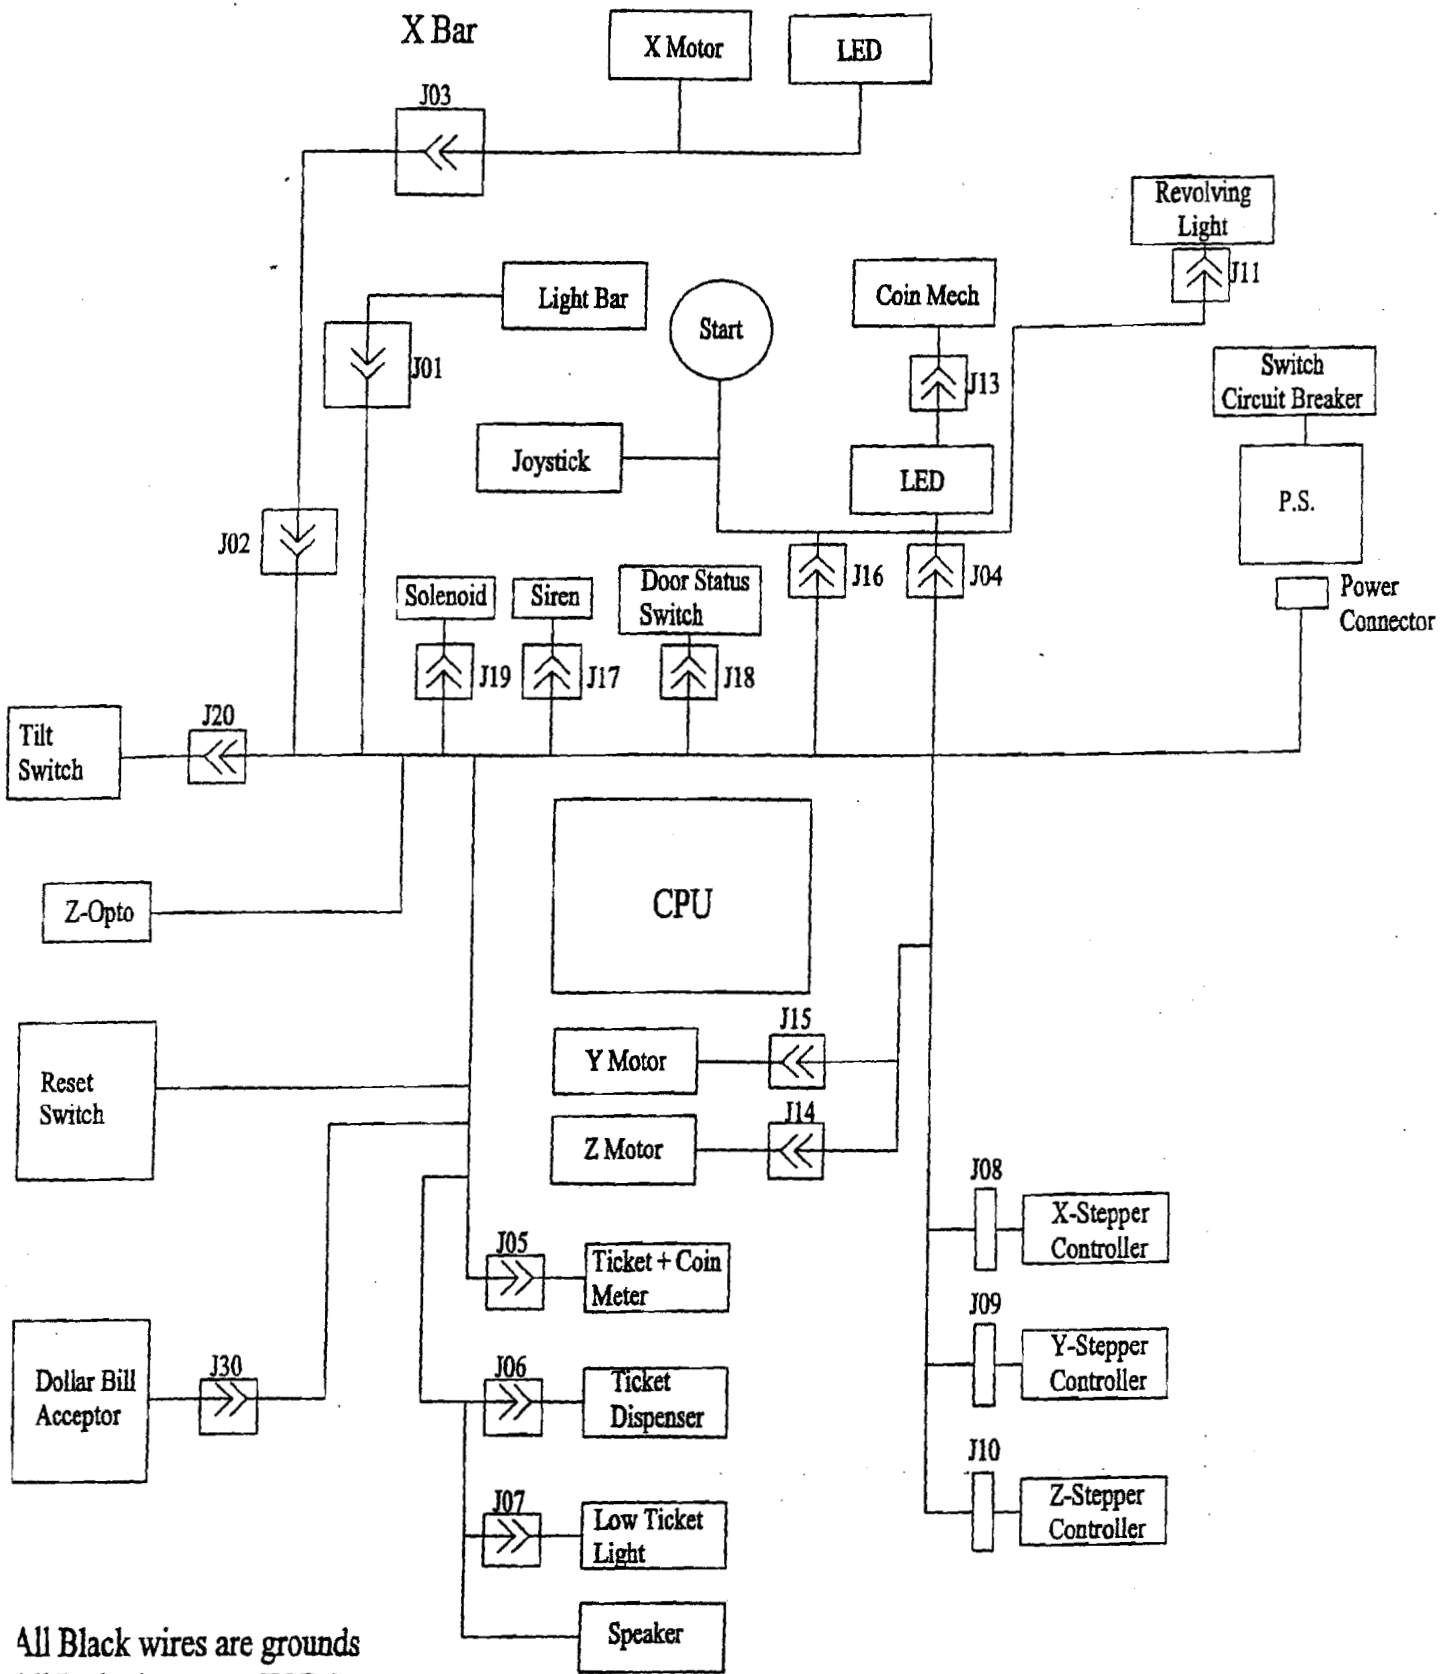 X Bar
X Motor
LED
J03
Revolving
Light
J11
Light Bar
Start
Coin Mech
J01
J13
Switch
Circuit Breaker
Joystick
LED
P.S.
J02
Solenoid
Siren
Door Status
Switch
J16
J04
Power
Connector
J19
J17
J18
J20
Tilt
Switch
Z-Opto
CPU
J15
Y Motor
Reset
Switch
J14
Z Motor
J08
X-Stepper
Controller
J05
Ticket + Coin
Meter
J09
Y-Stepper
Controller
Dollar Bill
Acceptor
J30
J06
Ticket
Dispenser
J10
Z-Stepper
Controller
J07
Low Ticket
Light
Speaker
All Black wires are grounds